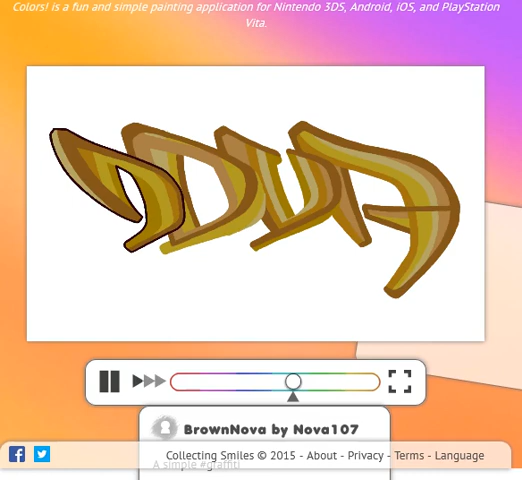 Colors! is a fun and simple painting application for Nintendo 3DS, Android, iOS, and PlayStation
Vita.
BrownNova by Nova107
Collecting Smiles © 2015 - About - Privacy - Terms - Language
A simple #graffiti